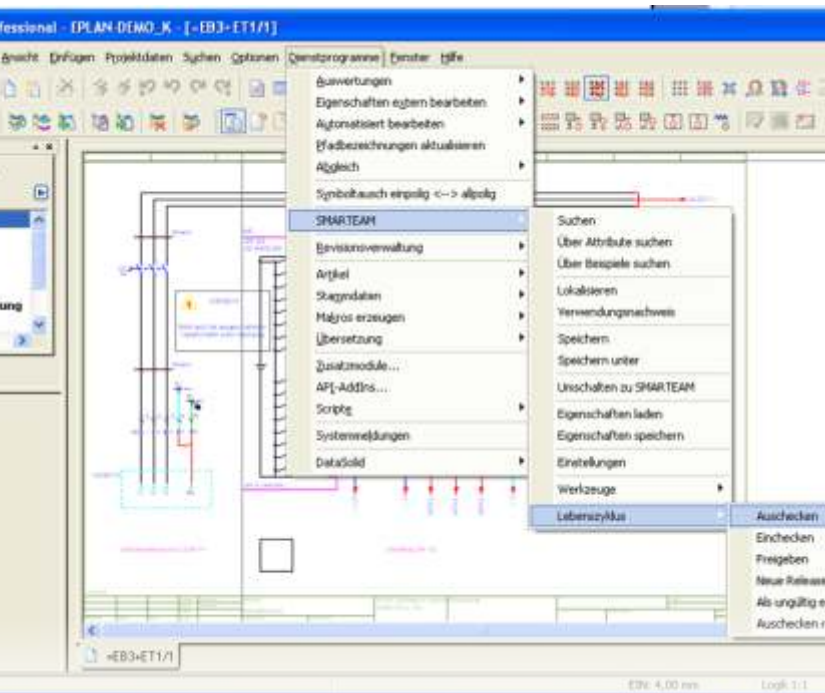 fessional - EPLAN-DEMO_K - [=EB3+ET1/1]
Ansicht Einfügen Projektdaten Suchen Optionen Dienstprogramme Fenster Hilfe
Auswertungen
Eigenschaften extern bearbeiten
Automatisiert bearbeiten
Pfadbezeichnungen aktualisieren
Abgleich
Symboltausch einpolig <--> allpolig
SMARTEAM
Revisionsverwaltung
Artikel
Stammdaten
Makros erzeugen
Übersetzung
Zusatzmodule...
API-AddIns...
Scripte
Systemmeldungen
DataSolid
Suchen
Über Attribute suchen
Über Beispiele suchen
Lokalisieren
Verwendungsnachweis
Speichern
Speichern unter
Umschalten zu SMARTEAM
Eigenschaften laden
Eigenschaften speichern
Einstellungen
Werkzeuge
Lebenszyklus
Auschecken
Einchecken
Freigeben
Neue Release
Als ungültig e
Auschecken r
ung
=EB3+ET1/1
EIN: 4,00 mm
Logik 1:1